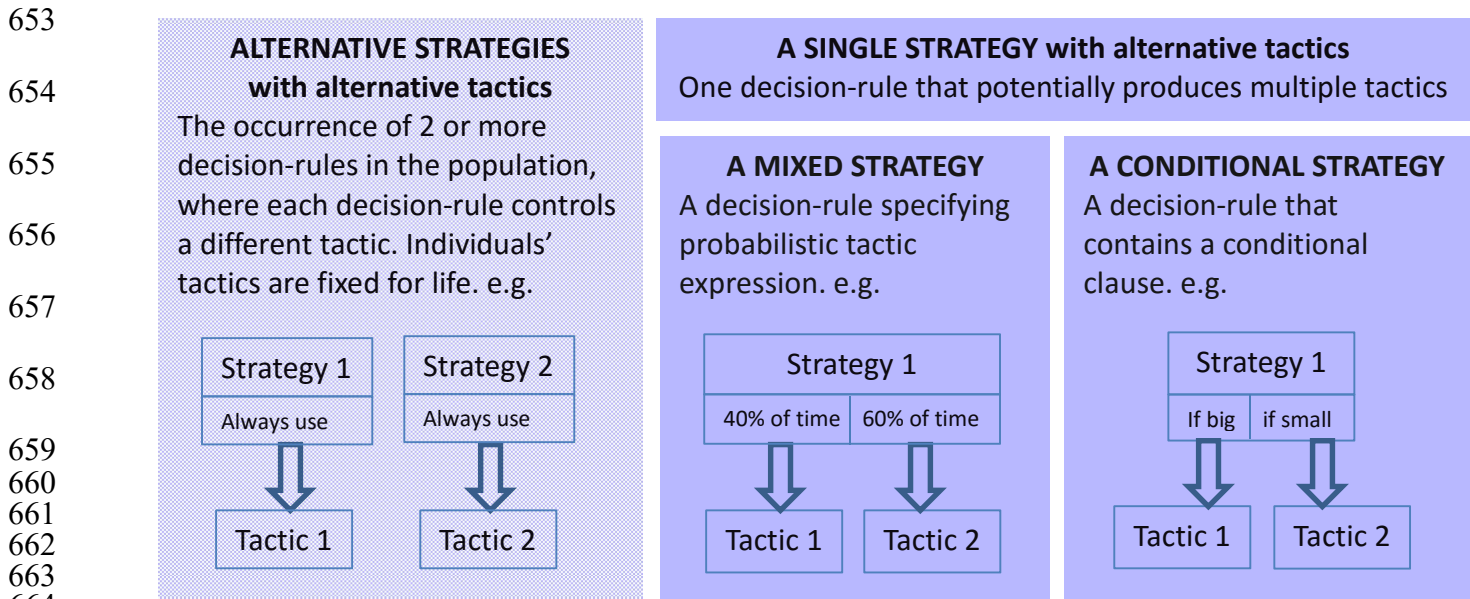 653
654
655
656
657
658
659
660
661
662
663
664
ALTERNATIVE STRATEGIES
with alternative tactics
The occurrence of 2 or more
decision-rules in the population,
where each decision-rule controls
a different tactic. Individuals’
tactics are fixed for life. e.g.
Strategy 1
Strategy 2
Always use
Always use
Tactic 1
Tactic 2
A SINGLE STRATEGY with alternative tactics
One decision-rule that potentially produces multiple tactics
A MIXED STRATEGY
A decision-rule specifying
probabilistic tactic
expression. e.g.
Strategy 1
40% of time
60% of time
Tactic 1
Tactic 2
A CONDITIONAL STRATEGY
A decision-rule that
contains a conditional
clause. e.g.
Strategy 1
If big
if small
Tactic 1
Tactic 2